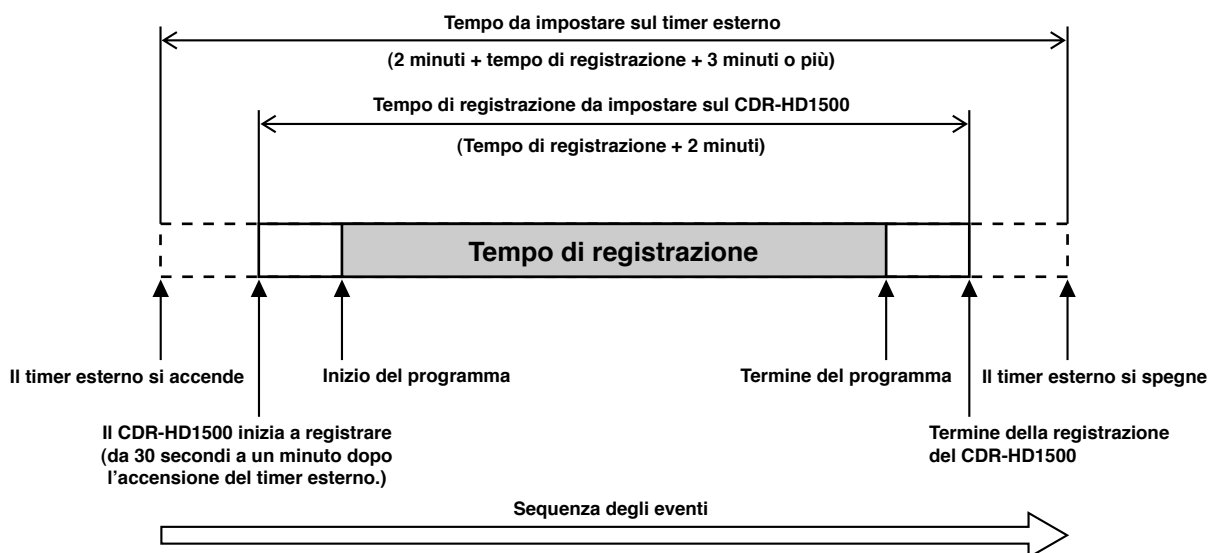 Tempo da impostare sul timer esterno
(2 minuti + tempo di registrazione + 3 minuti o più)
Tempo di registrazione da impostare sul CDR-HD1500
(Tempo di registrazione + 2 minuti)
Tempo di registrazione
Il timer esterno si accende
Inizio del programma
Termine del programma
Il timer esterno si spegne
Il CDR-HD1500 inizia a registrare
(da 30 secondi a un minuto dopo
l’accensione del timer esterno.)
Termine della registrazione
del CDR-HD1500
Sequenza degli eventi